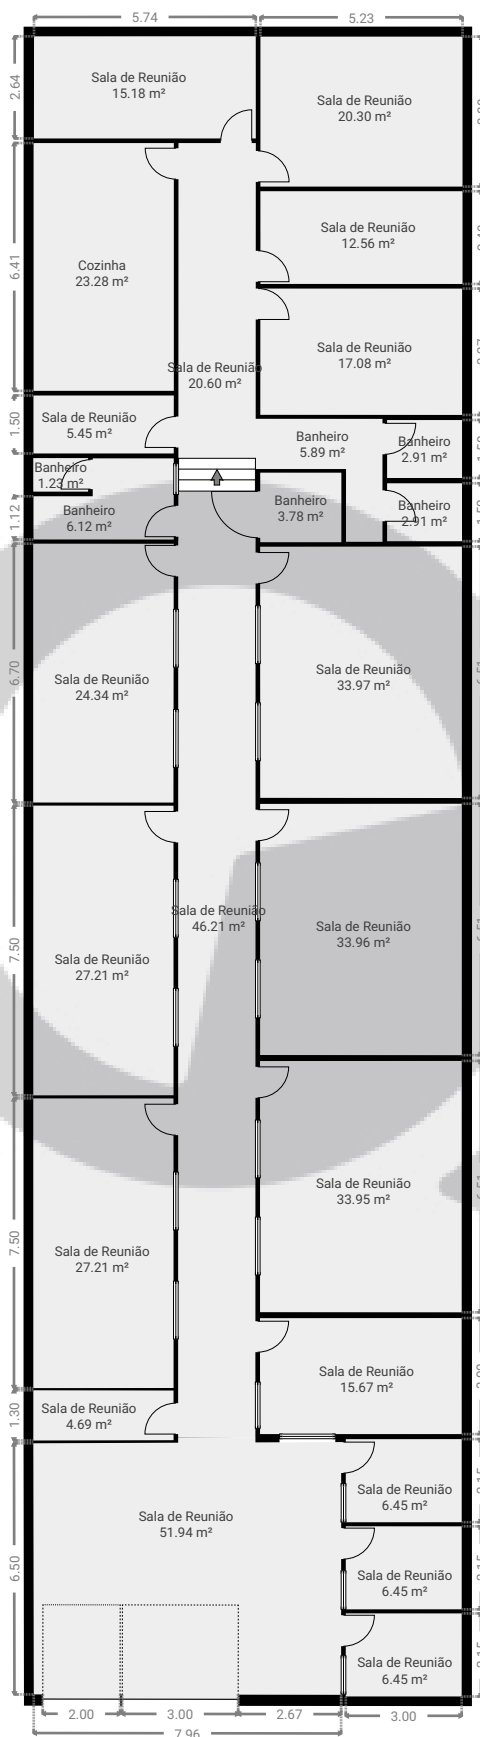 5.74
5.23
2.64
Sala de Reunião
15.18 m²
Sala de Reunião
20.30 m²
6.41
Cozinha
23.28 m²
Sala de Reunião
12.56 m²
Sala de Reunião
17.08 m²
Sala de Reunião
20.60 m²
1.50
Sala de Reunião
5.45 m²
Banheiro
5.89 m²
Banheiro
2.91 m²
Banheiro
1.23 m²
1.12
Banheiro
6.12 m²
Banheiro
3.78 m²
Banheiro
2.91 m²
6.70
Sala de Reunião
24.34 m²
Sala de Reunião
33.97 m²
7.50
Sala de Reunião
27.21 m²
Sala de Reunião
46.21 m²
Sala de Reunião
33.96 m²
7.50
Sala de Reunião
27.21 m²
Sala de Reunião
33.95 m²
1.30
Sala de Reunião
4.69 m²
Sala de Reunião
15.67 m²
6.50
Sala de Reunião
51.94 m²
Sala de Reunião
6.45 m²
Sala de Reunião
6.45 m²
Sala de Reunião
6.45 m²
2.00
3.00
2.67
3.00
7.96